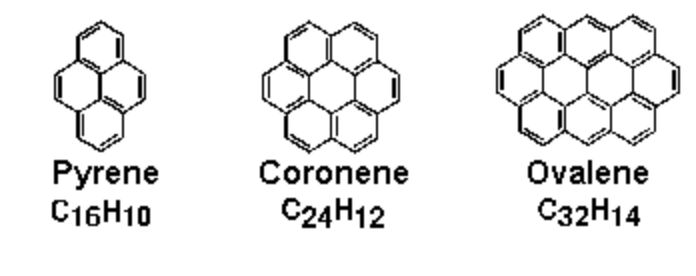 Pyrene Coronene Ovalene
C16H10 C24H12 C32H14